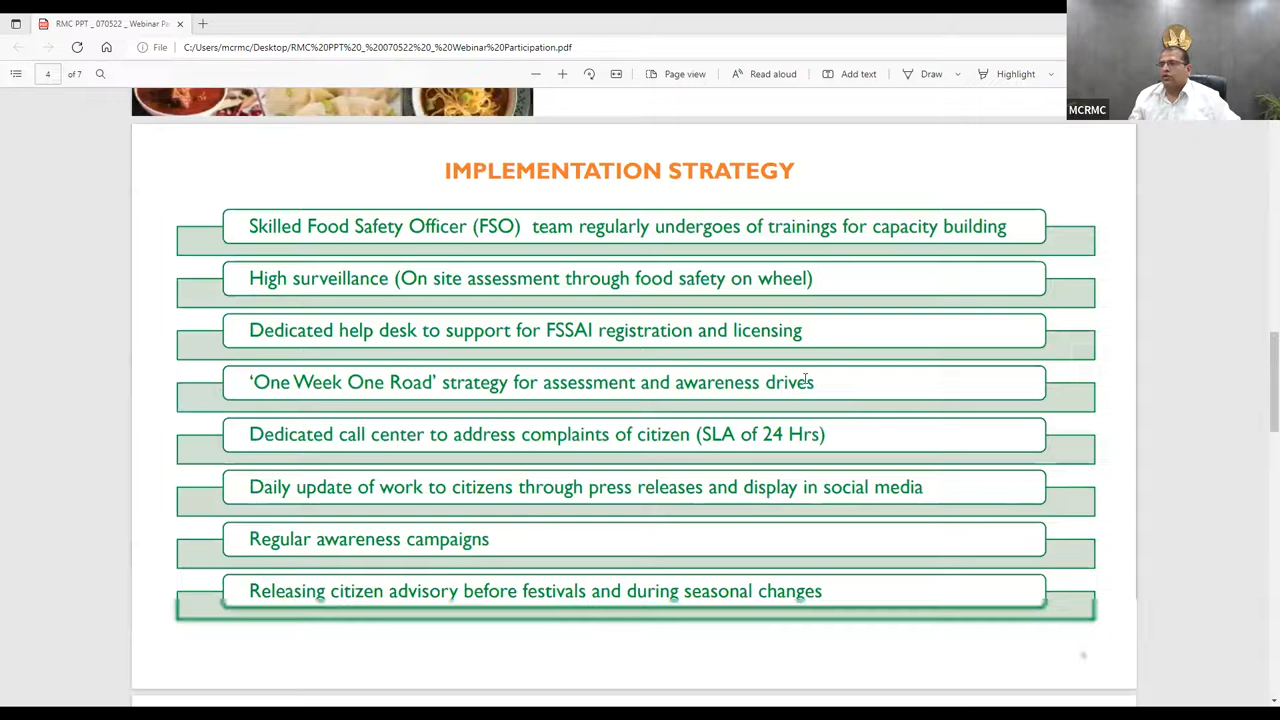 RMC PPT _ 070522 _ Webinar Pa
File
C:/Users/mcrmc/Desktop/RMC%20PPT%20_%20070522%20_%20Webinar%20Participation.pdf
4 of 7
Page view
Read aloud
Add text
Draw
Highlight
MCRMC
IMPLEMENTATION STRATEGY
Skilled Food Safety Officer (FSO) team regularly undergoes of trainings for capacity building
High surveillance (On site assessment through food safety on wheel)
Dedicated help desk to support for FSSAI registration and licensing
‘One Week One Road’ strategy for assessment and awareness drives
Dedicated call center to address complaints of citizen (SLA of 24 Hrs)
Daily update of work to citizens through press releases and display in social media
Regular awareness campaigns
Releasing citizen advisory before festivals and during seasonal changes